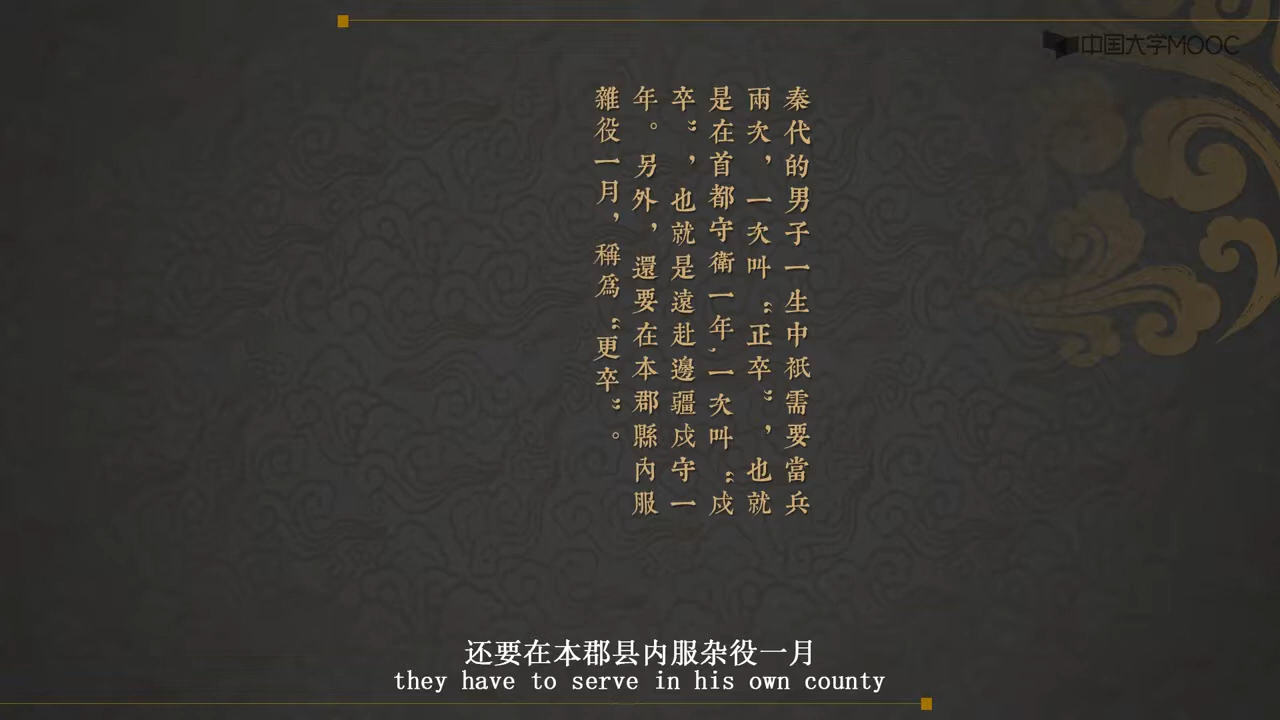 中国大学MOOC
秦代的男子一生中祇需要當兵
兩次，一次叫“正卒”，也就
是在首都守衛一年，一次叫“戍
卒”，也就是遠赴邊疆戍守一
年。另外，還要在本郡縣內服
雜役一月，稱爲“更卒”。
还要在本郡县内服杂役一月
they have to serve in his own county